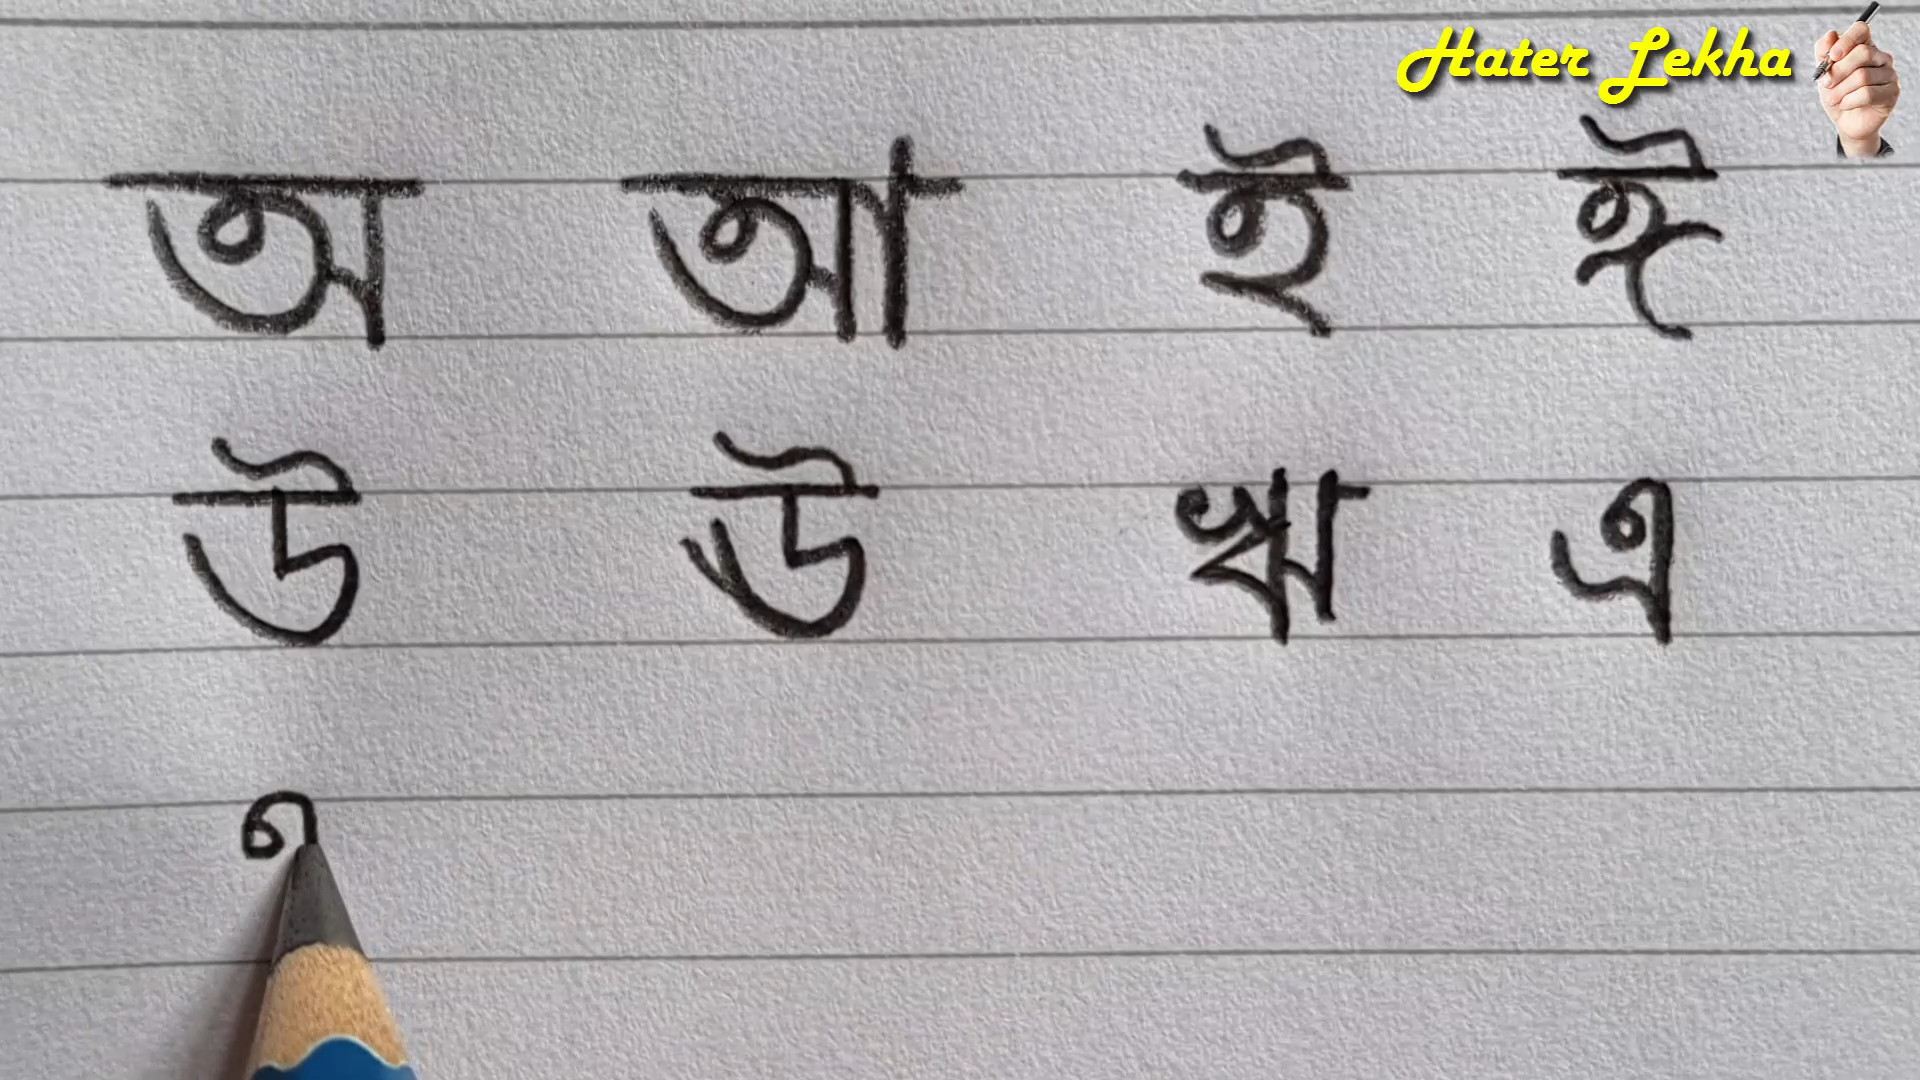 Hater Lekha
অ আ ই ঈ
উ ঊ ঋ এ